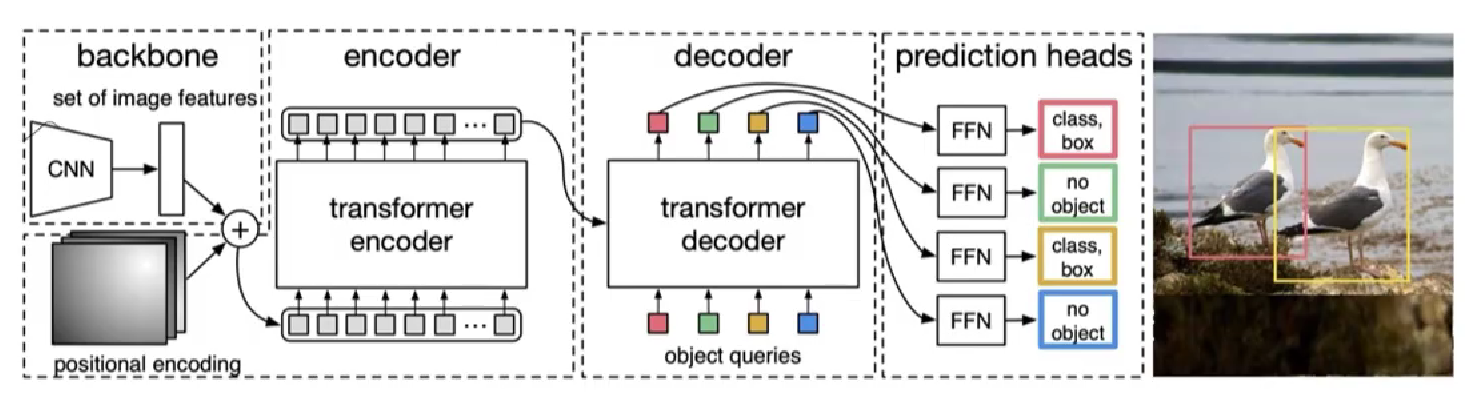 backbone
set of image features
CNN
+
positional encoding
encoder
...
transformer
encoder
...
decoder
transformer
decoder
object queries
prediction heads
FFN
class,
box
FFN
no
object
FFN
class,
box
FFN
no
object